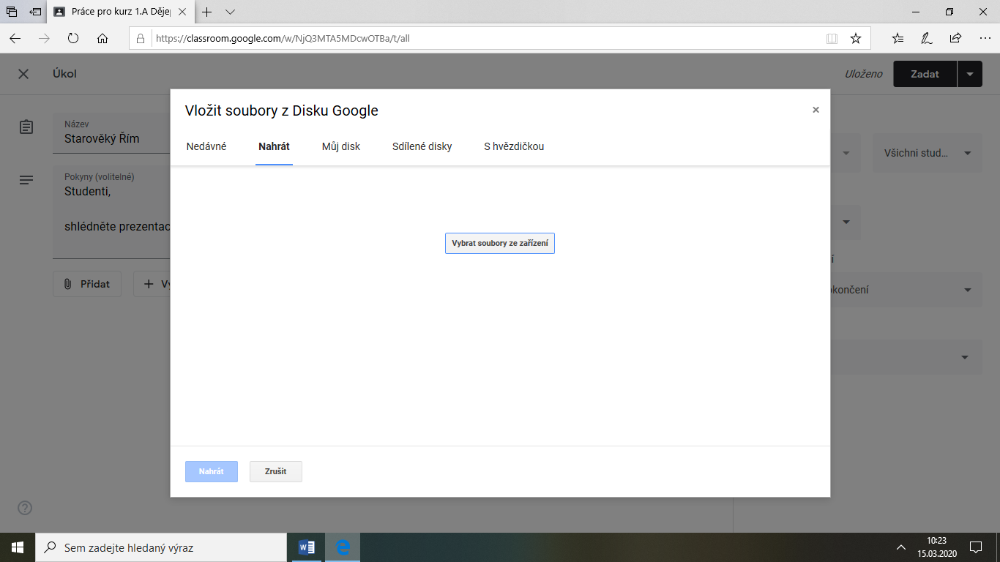 Práce pro kurz 1.A Děje
https://classroom.google.com/w/NjQ3MTA5MDcwOTBa/t/all
Úkol
Uloženo
Zadat
Vložit soubory z Disku Google
Nedávné
Nahrát
Můj disk
Sdílené disky
S hvězdičkou
Název
Starověký Řím
Všichni stud...
Pokyny (volitelné)
Studenti,
shlédněte prezentac
Vybrat soubory ze zařízení
Přidat
Nahrát
Zrušit
Sem zadejte hledaný výraz
10:23
15.03.2020